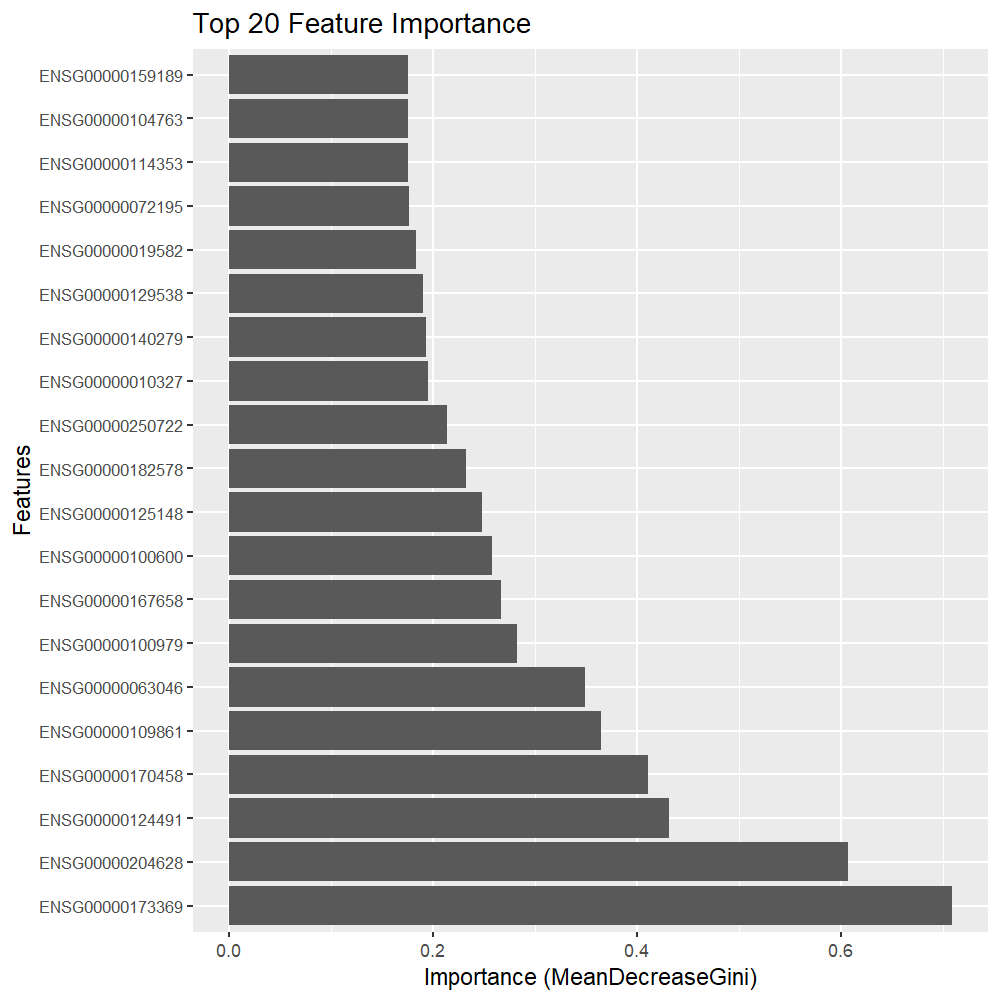 Top 20 Feature Importance
Features
ENSG00000159189
ENSG00000104763
ENSG00000114353
ENSG00000072195
ENSG00000019582
ENSG00000129538
ENSG00000140279
ENSG00000010327
ENSG00000250722
ENSG00000182578
ENSG00000125148
ENSG00000100600
ENSG00000167658
ENSG00000100979
ENSG00000063046
ENSG00000109861
ENSG00000170458
ENSG00000124491
ENSG00000204628
ENSG00000173369
0.0 0.2 0.4 0.6
Importance (MeanDecreaseGini)